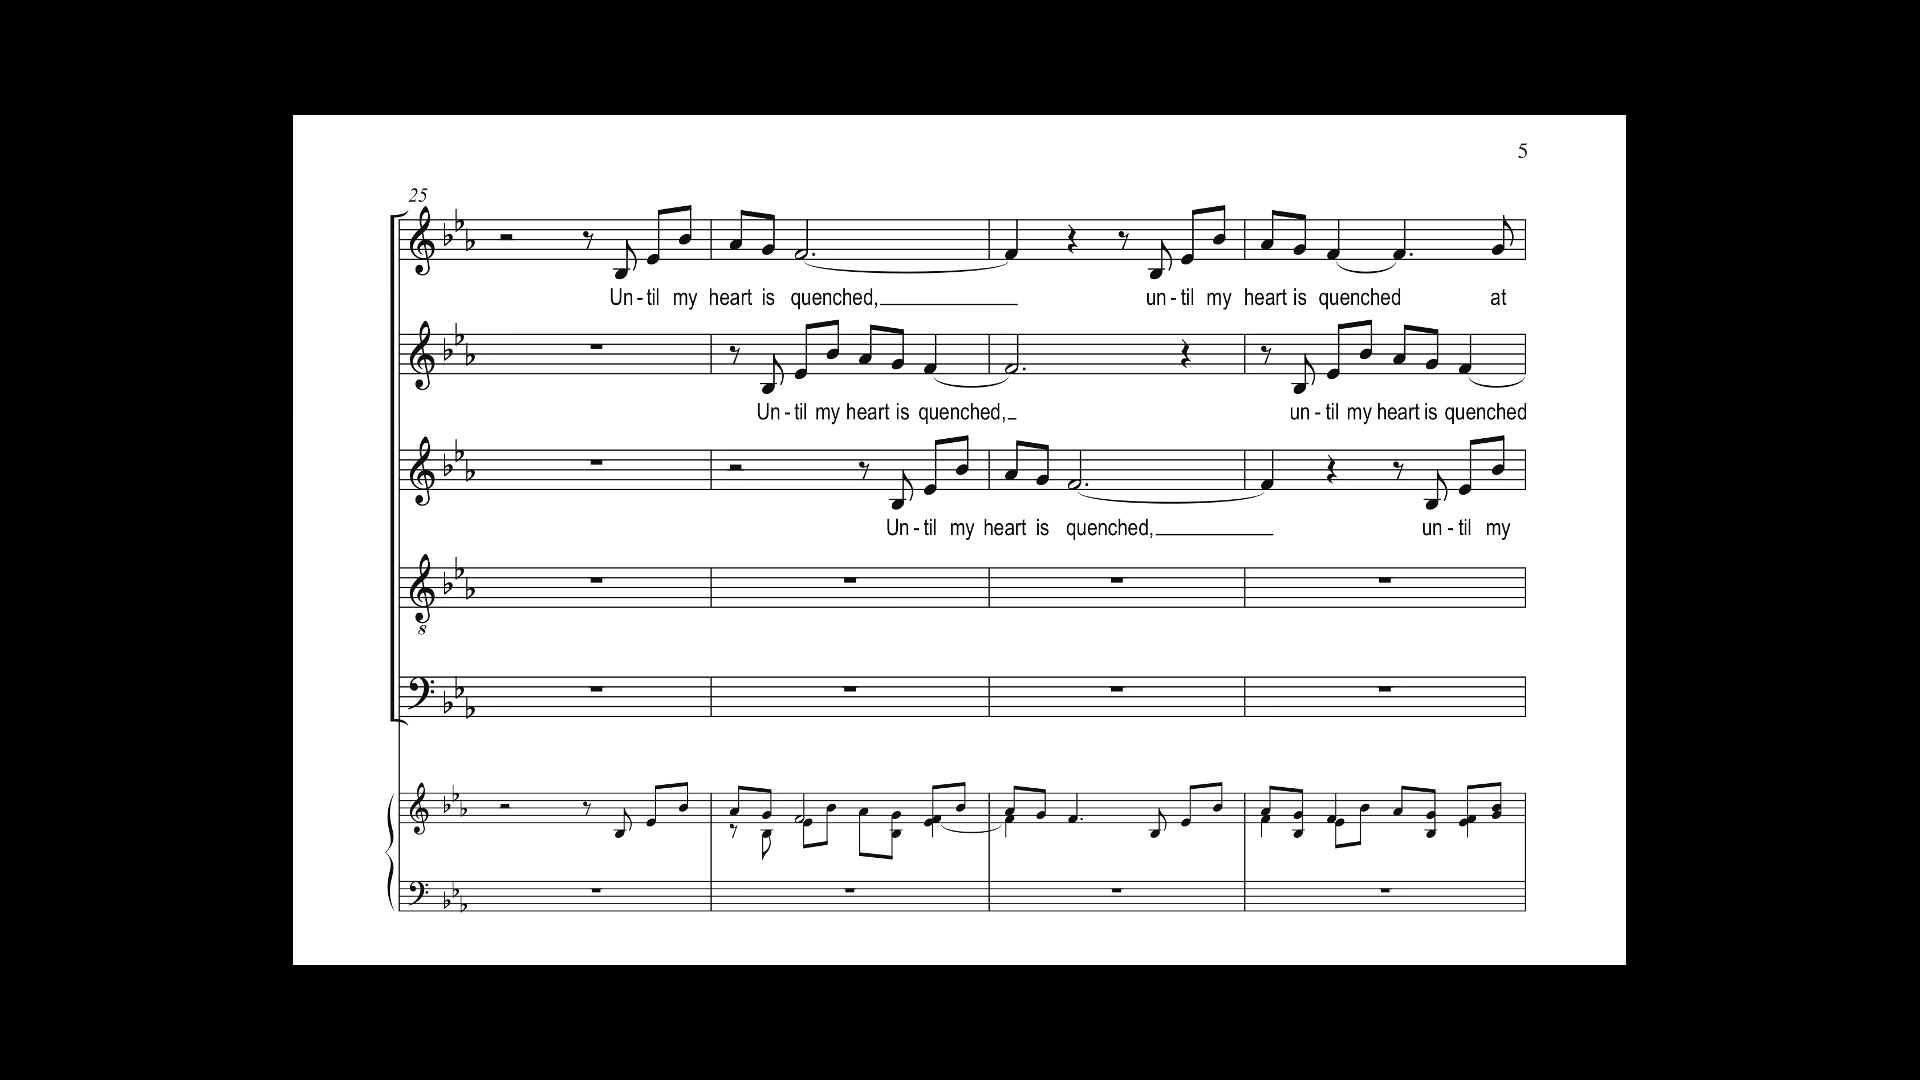 5
25
Un - til my heart is quenched, un - til my heart is quenched at
Un - til my heart is quenched, un - til my heart is quenched
Un - til my heart is quenched, un - til my
8